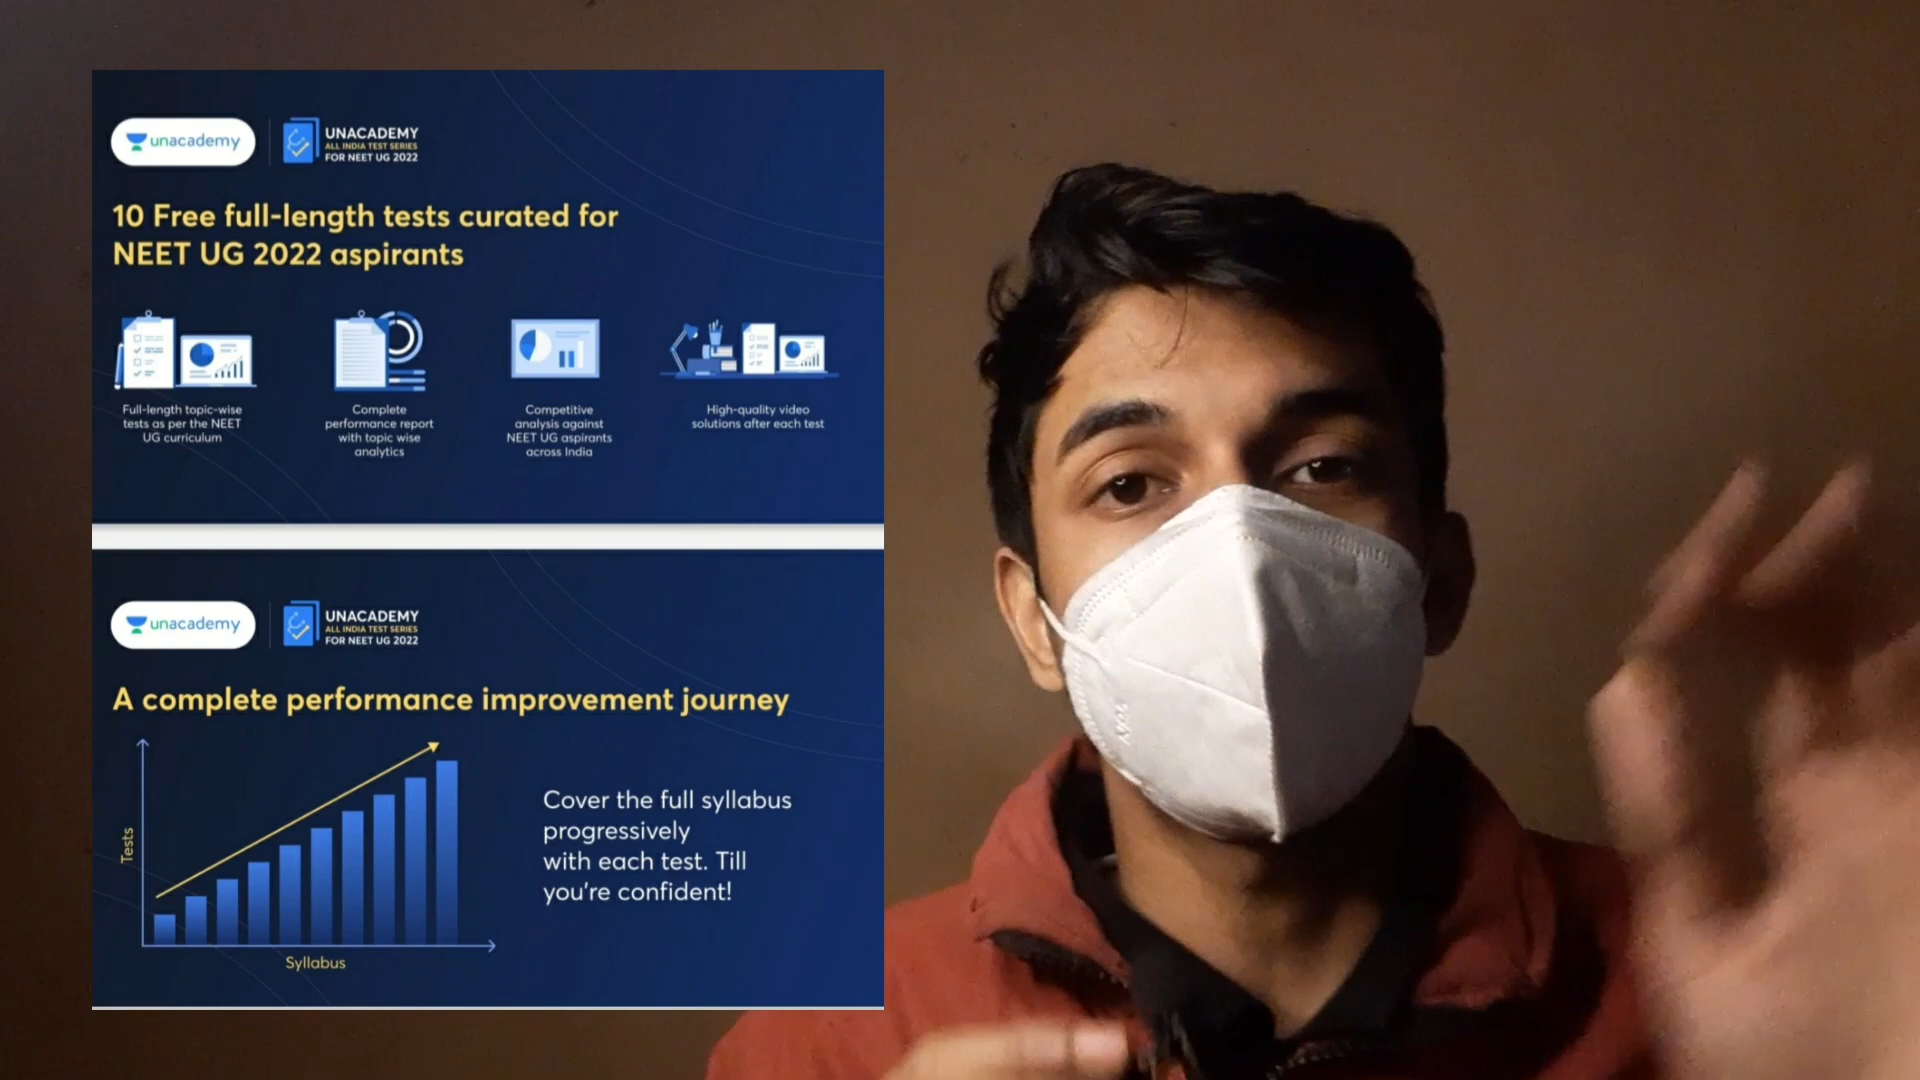 unacademy
UNACADEMY
ALL INDIA TEST SERIES
FOR NEET UG 2022
10 Free full-length tests curated for
NEET UG 2022 aspirants
Full-length topic-wise
tests as per the NEET
UG curriculum
Complete
performance report
with topic wise
analytics
Competitive
analysis against
NEET UG aspirants
across India
High-quality video
solutions after each test
unacademy
UNACADEMY
ALL INDIA TEST SERIES
FOR NEET UG 2022
A complete performance improvement journey
Tests
Syllabus
Cover the full syllabus
progressively
with each test. Till
you're confident!